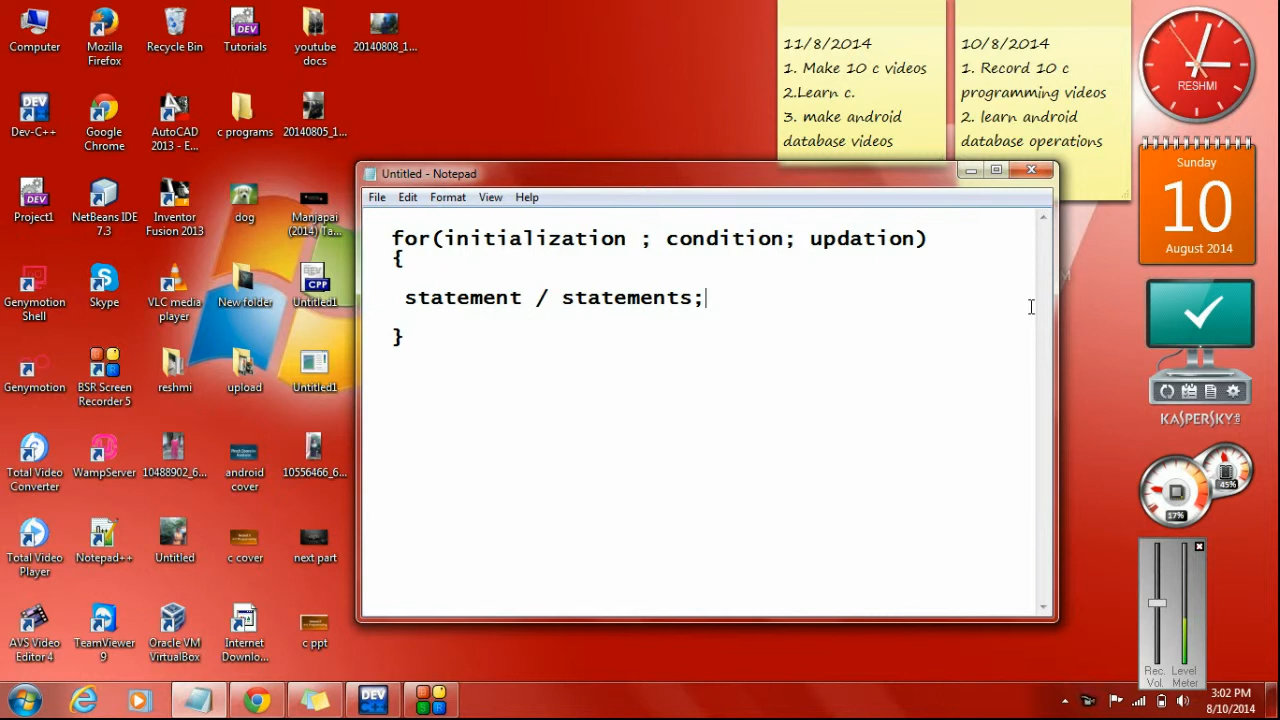 Computer
Mozilla
Firefox
Recycle Bin
Tutorials
youtube
docs
20140808_1...
Dev-C++
Google
Chrome
AutoCAD
2013 - E...
c programs
20140805_1...
Project1
NetBeans IDE
7.3
Inventor
Fusion 2013
dog
Manjapai
(2014) Ta...
Genymotion
Shell
Skype
VLC media
player
New folder
Untitled1
Genymotion
BSR Screen
Recorder 5
reshmi
upload
Untitled1
Total Video
Converter
WampServer
10488902_6...
android
cover
10556466_6...
Total Video
Player
Notepad++
Untitled
c cover
next part
AVS Video
Editor 4
TeamViewer
9
Oracle VM
VirtualBox
Internet
Downlo...
c ppt
11/8/2014
1. Make 10 c videos
2.Learn c.
3. make android
database videos
10/8/2014
1. Record 10 c
programming videos
2. learn android
database operations
RESHMI
Sunday
10
August 2014
Untitled - Notepad
File Edit Format View Help
for(initialization ; condition; updation)
{
statement / statements;
}
KASPERSKY
45%
17%
Rec. Vol.
Level Meter
DEV
3:02 PM
8/10/2014